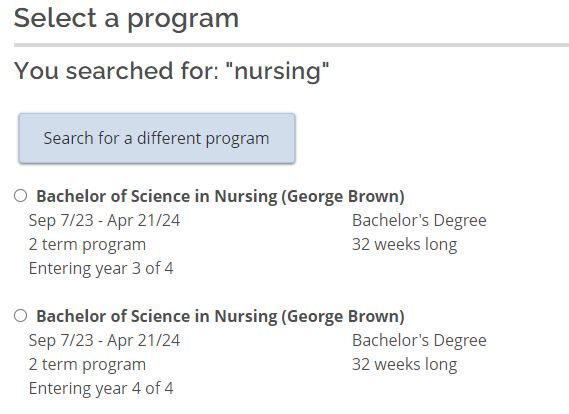 Select a program
You searched for: "nursing"
Search for a different program
Bachelor of Science in Nursing (George Brown)
Sep 7/23 - Apr 21/24 Bachelor's Degree
2 term program 32 weeks long
Entering year 3 of 4
Bachelor of Science in Nursing (George Brown)
Sep 7/23 - Apr 21/24 Bachelor's Degree
2 term program 32 weeks long
Entering year 4 of 4